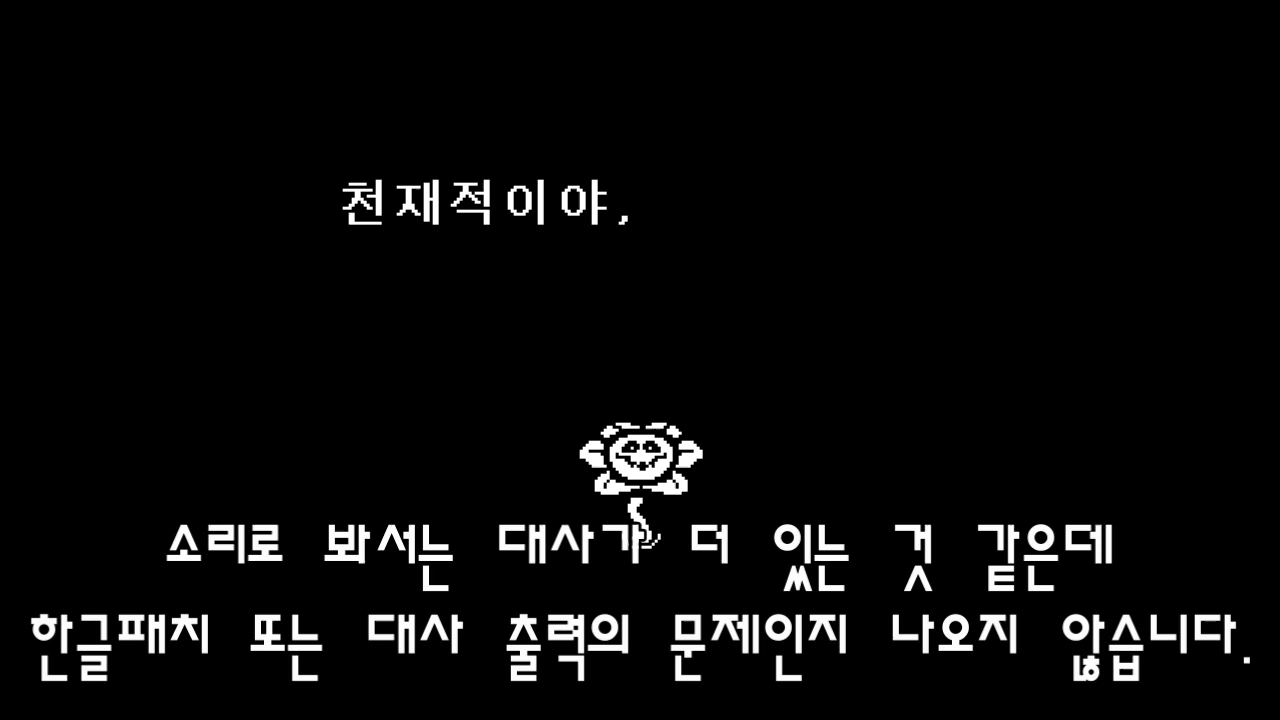 천재적이야,
소리로 봐서는 대사가 더 있는 것 같은데
한글패치 또는 대사 출력의 문제인지 나오지 않습니다.